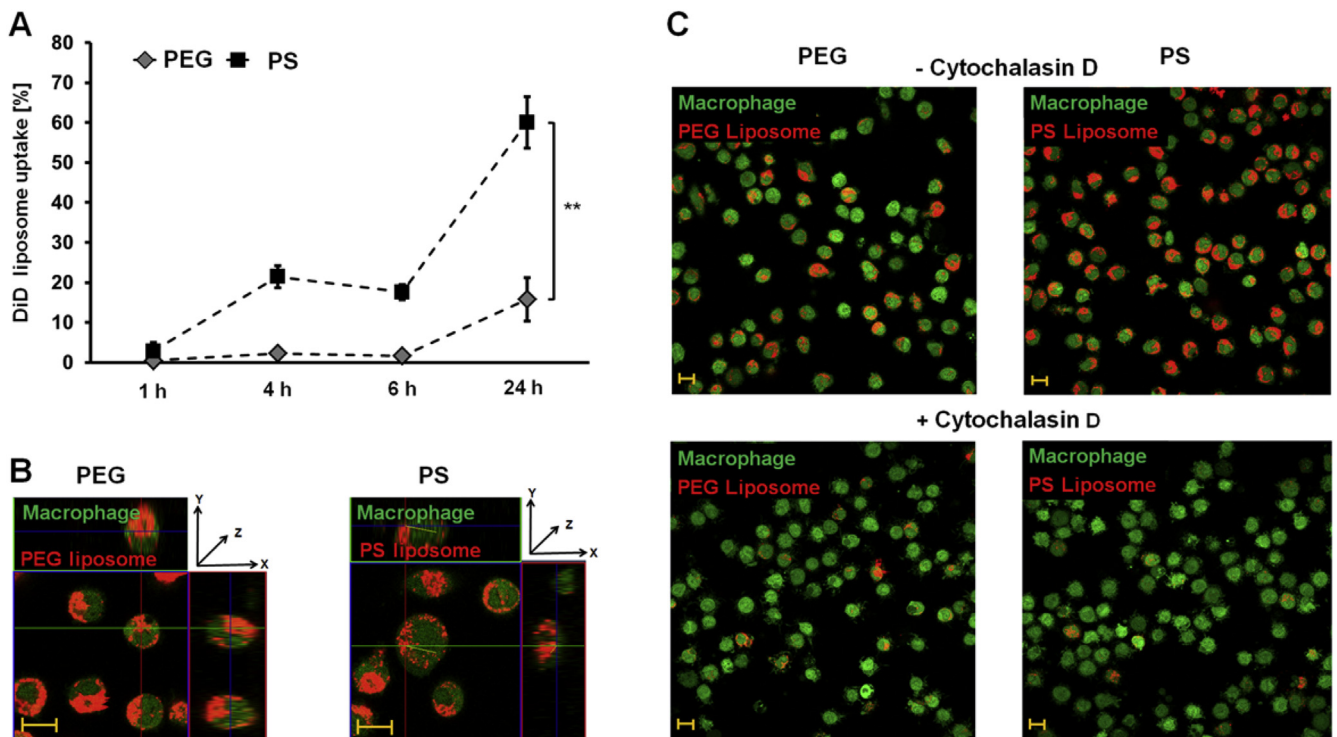 A
80
70
60
50
40
30
20
10
0
DiD liposome uptake [%]
PEG PS
**
1 h 4 h 6 h 24 h
B
PEG PS
Macrophage
PEG liposome
Y
Z
X
Macrophage
PS liposome
Y
Z
X
C
PEG PS
- Cytochalasin D
Macrophage
PEG Liposome
Macrophage
PS Liposome
+ Cytochalasin D
Macrophage
PEG Liposome
Macrophage
PS Liposome